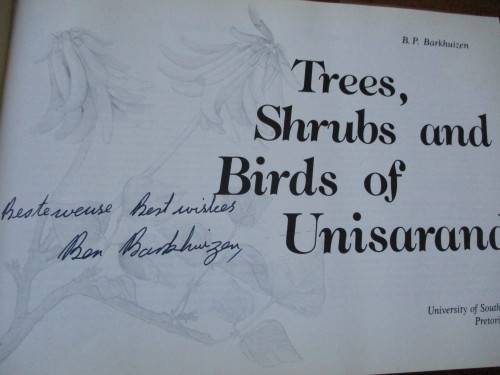 B. P. Barkhuizen
Trees,
Shrubs and
Birds of
Unisarand
Beste wense Best wishes
Ben Barkhuizen
University of South
Pretori